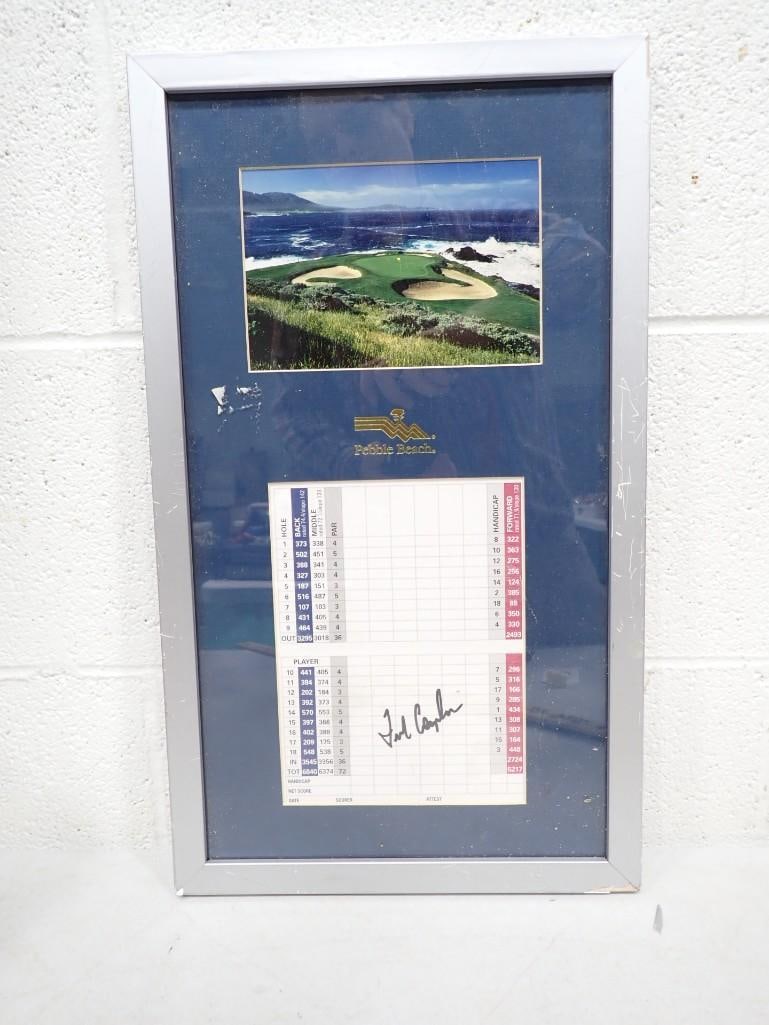 Pebble Beach®
HOLE BACK rated 74.4/slope 142 MIDDLE PAR HANDICAP FORWARD
1 373 338 4 8 322
2 502 451 5 10 363
3 388 341 4 12 275
4 327 303 4 16 256
5 187 151 3 14 124
6 516 487 5 2 385
7 107 103 3 18 88
8 431 405 4 6 350
9 464 439 4 4 330
OUT 3295 3018 36 2493
PLAYER
10 441 405 4 7 296
11 384 374 4 5 316
12 202 184 3 17 166
13 392 373 4 9 285
14 570 553 5 1 434
15 397 366 4 13 308
16 402 388 4 11 307
17 209 175 3 15 164
18 548 538 5 3 448
IN 3545 3356 36 2724
TOT 6840 6374 72 5217
HANDICAP
NET SCORE
DATE SCORER ATTEST